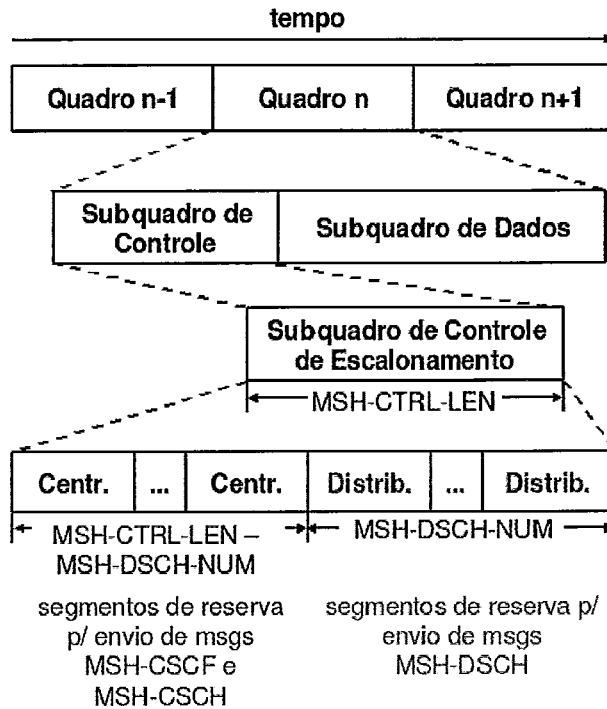 tempo
Quadro n-1 Quadro n Quadro n+1
Subquadro de Controle Subquadro de Dados
Subquadro de Controle
de Escalonamento
MSH-CTRL-LEN
Centr. ... Centr. Distrib. ... Distrib.
MSH-CTRL-LEN –
MSH-DSCH-NUM
MSH-DSCH-NUM
segmentos de reserva
p/ envio de msgs
MSH-CSCF e
MSH-CSCH
segmentos de reserva p/
envio de msgs
MSH-DSCH